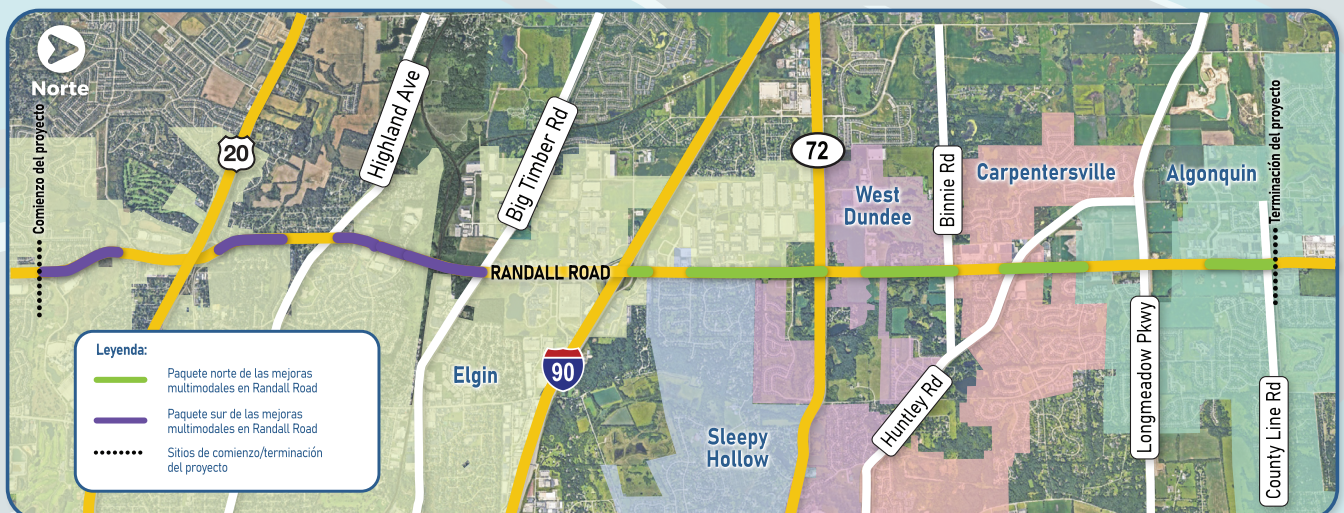 Norte
Comienzo del proyecto
20
Highland Ave
Big Timber Rd
72
West
Dundee
Binnie Rd
Carpentersville
Algonquin
Terminación del proyecto
RANDALL ROAD
Leyenda:
Paquete norte de las mejoras
multimodales en Randall Road
Paquete sur de las mejoras
multimodales en Randall Road
Sitios de comienzo/terminación
del proyecto
Elgin
90
Sleepy
Hollow
Huntley Rd
Longmeadow Pkwy
County Line Rd